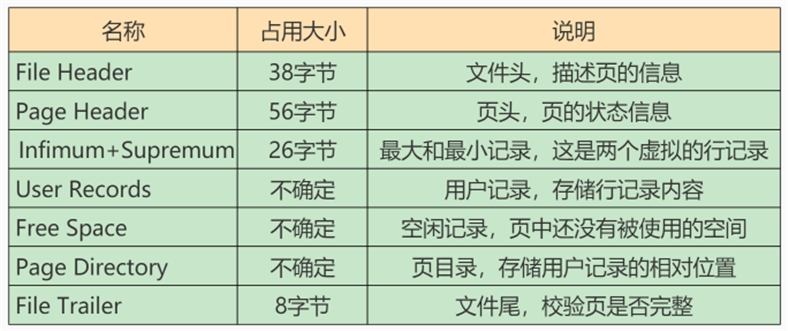 名称 占用大小 说明
File Header 38字节 文件头，描述页的信息
Page Header 56字节 页头，页的状态信息
Infimum+Supremum 26字节 最大和最小记录，这是两个虚拟的行记录
User Records 不确定 用户记录，存储行记录内容
Free Space 不确定 空闲记录，页中还没有被使用的空间
Page Directory 不确定 页目录，存储用户记录的相对位置
File Trailer 8字节 文件尾，校验页是否完整